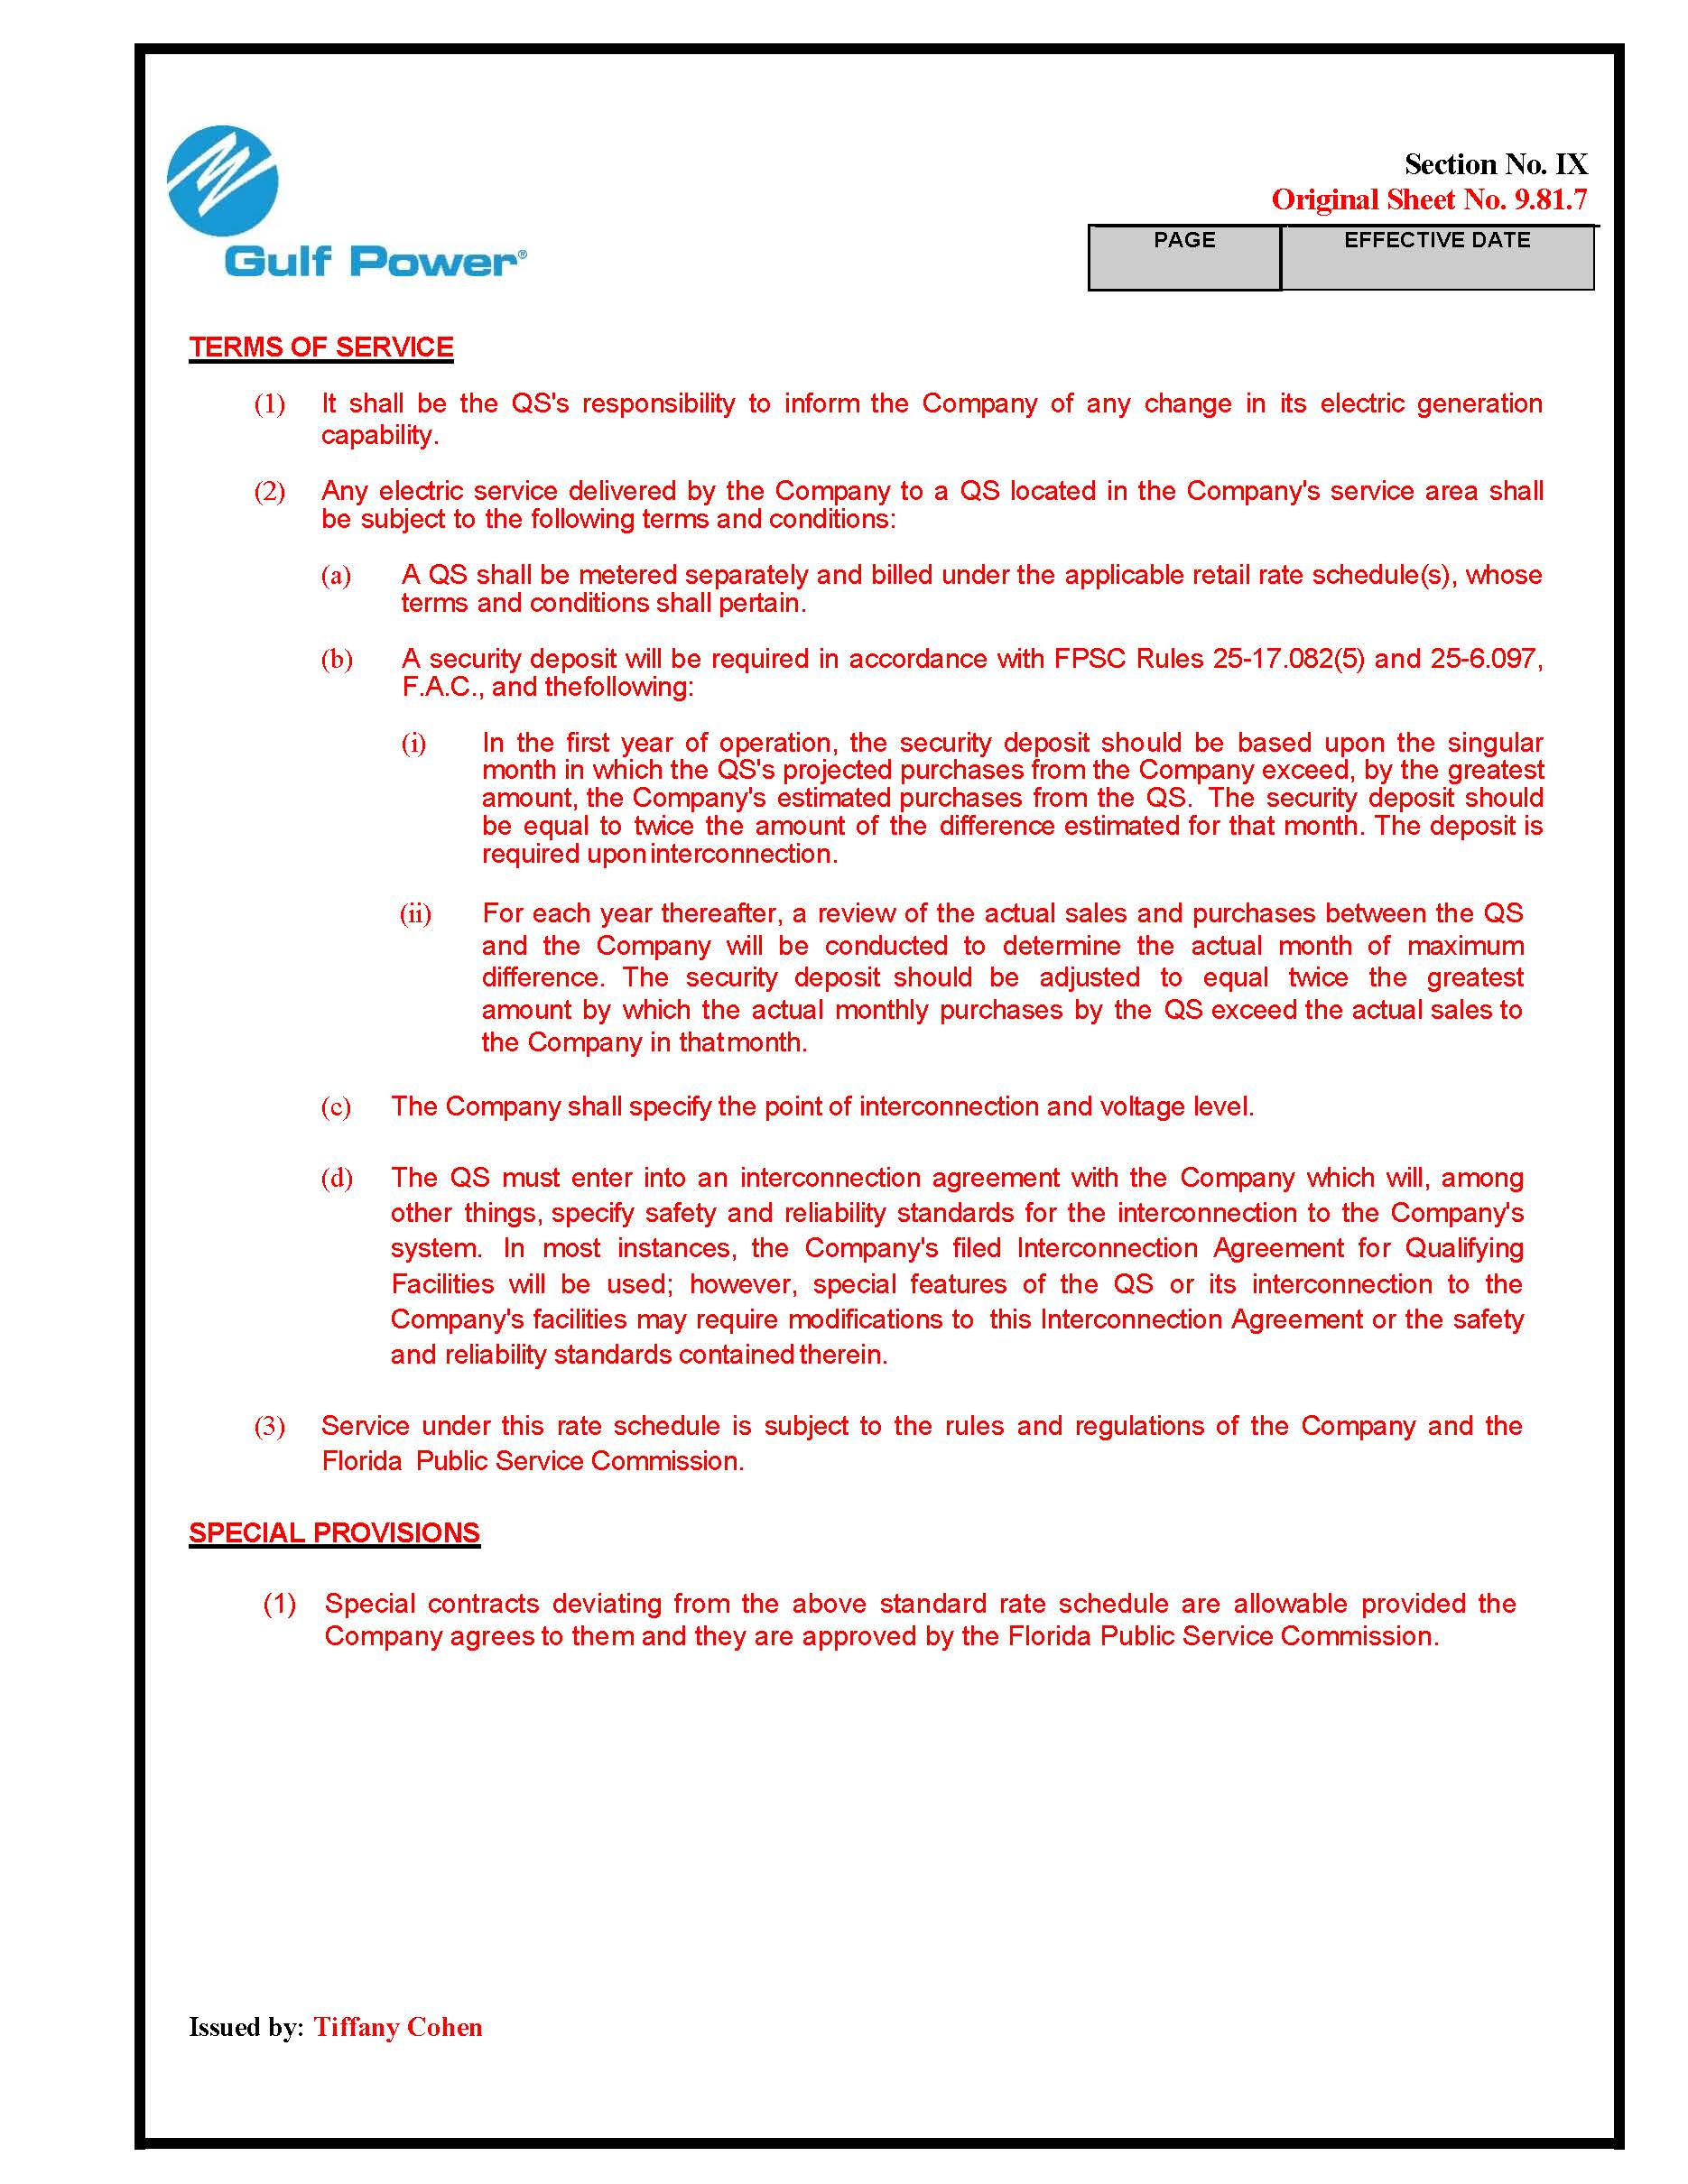 Section No. IX
Original Sheet No. 9.81.7
Gulf Power®
PAGE EFFECTIVE DATE
TERMS OF SERVICE
(1) It shall be the QS's responsibility to inform the Company of any change in its electric generation
capability.
(2) Any electric service delivered by the Company to a QS located in the Company's service area shall
be subject to the following terms and conditions:
(a) A QS shall be metered separately and billed under the applicable retail rate schedule(s), whose
terms and conditions shall pertain.
(b) A security deposit will be required in accordance with FPSC Rules 25-17.082(5) and 25-6.097,
F.A.C., and thefollowing:
(i) In the first year of operation, the security deposit should be based upon the singular
month in which the QS's projected purchases from the Company exceed, by the greatest
amount, the Company's estimated purchases from the QS. The security deposit should
be equal to twice the amount of the difference estimated for that month. The deposit is
required uponinterconnection.
(ii) For each year thereafter, a review of the actual sales and purchases between the QS
and the Company will be conducted to determine the actual month of maximum
difference. The security deposit should be adjusted to equal twice the greatest
amount by which the actual monthly purchases by the QS exceed the actual sales to
the Company in thatmonth.
(c) The Company shall specify the point of interconnection and voltage level.
(d) The QS must enter into an interconnection agreement with the Company which will, among
other things, specify safety and reliability standards for the interconnection to the Company's
system. In most instances, the Company's filed Interconnection Agreement for Qualifying
Facilities will be used; however, special features of the QS or its interconnection to the
Company's facilities may require modifications to this Interconnection Agreement or the safety
and reliability standards contained therein.
(3) Service under this rate schedule is subject to the rules and regulations of the Company and the
Florida Public Service Commission.
SPECIAL PROVISIONS
(1) Special contracts deviating from the above standard rate schedule are allowable provided the
Company agrees to them and they are approved by the Florida Public Service Commission.
Issued by: Tiffany Cohen